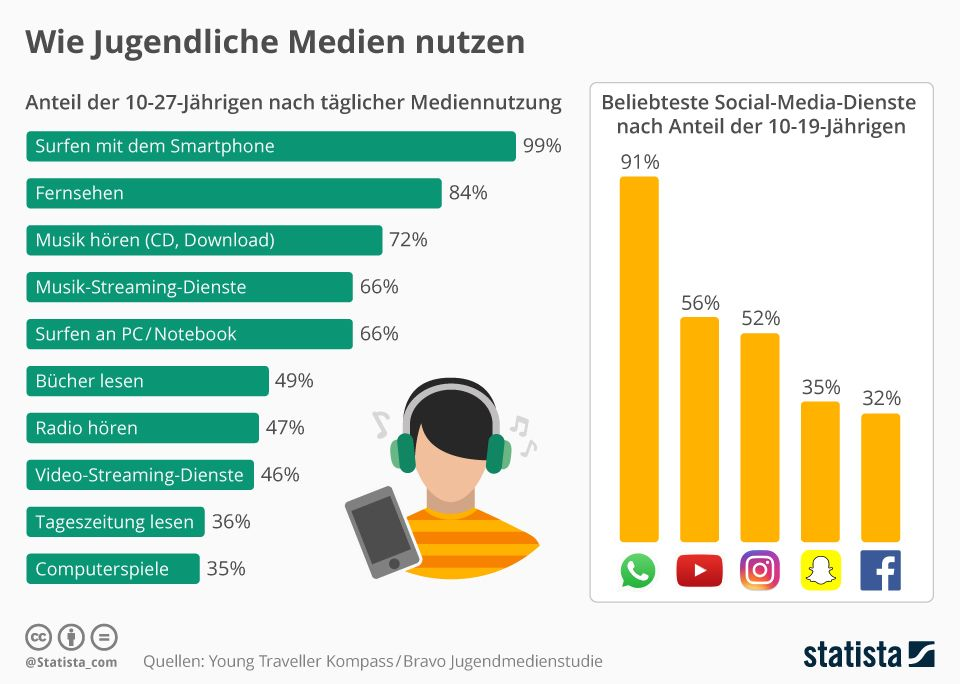 Wie Jugendliche Medien nutzen
Anteil der 10-27-Jährigen nach täglicher Mediennutzung
Surfen mit dem Smartphone 99%
Fernsehen 84%
Musik hören (CD, Download) 72%
Musik-Streaming-Dienste 66%
Surfen an PC/Notebook 66%
Bücher lesen 49%
Radio hören 47%
Video-Streaming-Dienste 46%
Tageszeitung lesen 36%
Computerspiele 35%
Beliebteste Social-Media-Dienste
nach Anteil der 10-19-Jährigen
91%
56%
52%
35%
32%
cc
@Statista_com
Quellen: Young Traveller Kompass/Bravo Jugendmedienstudie
statista